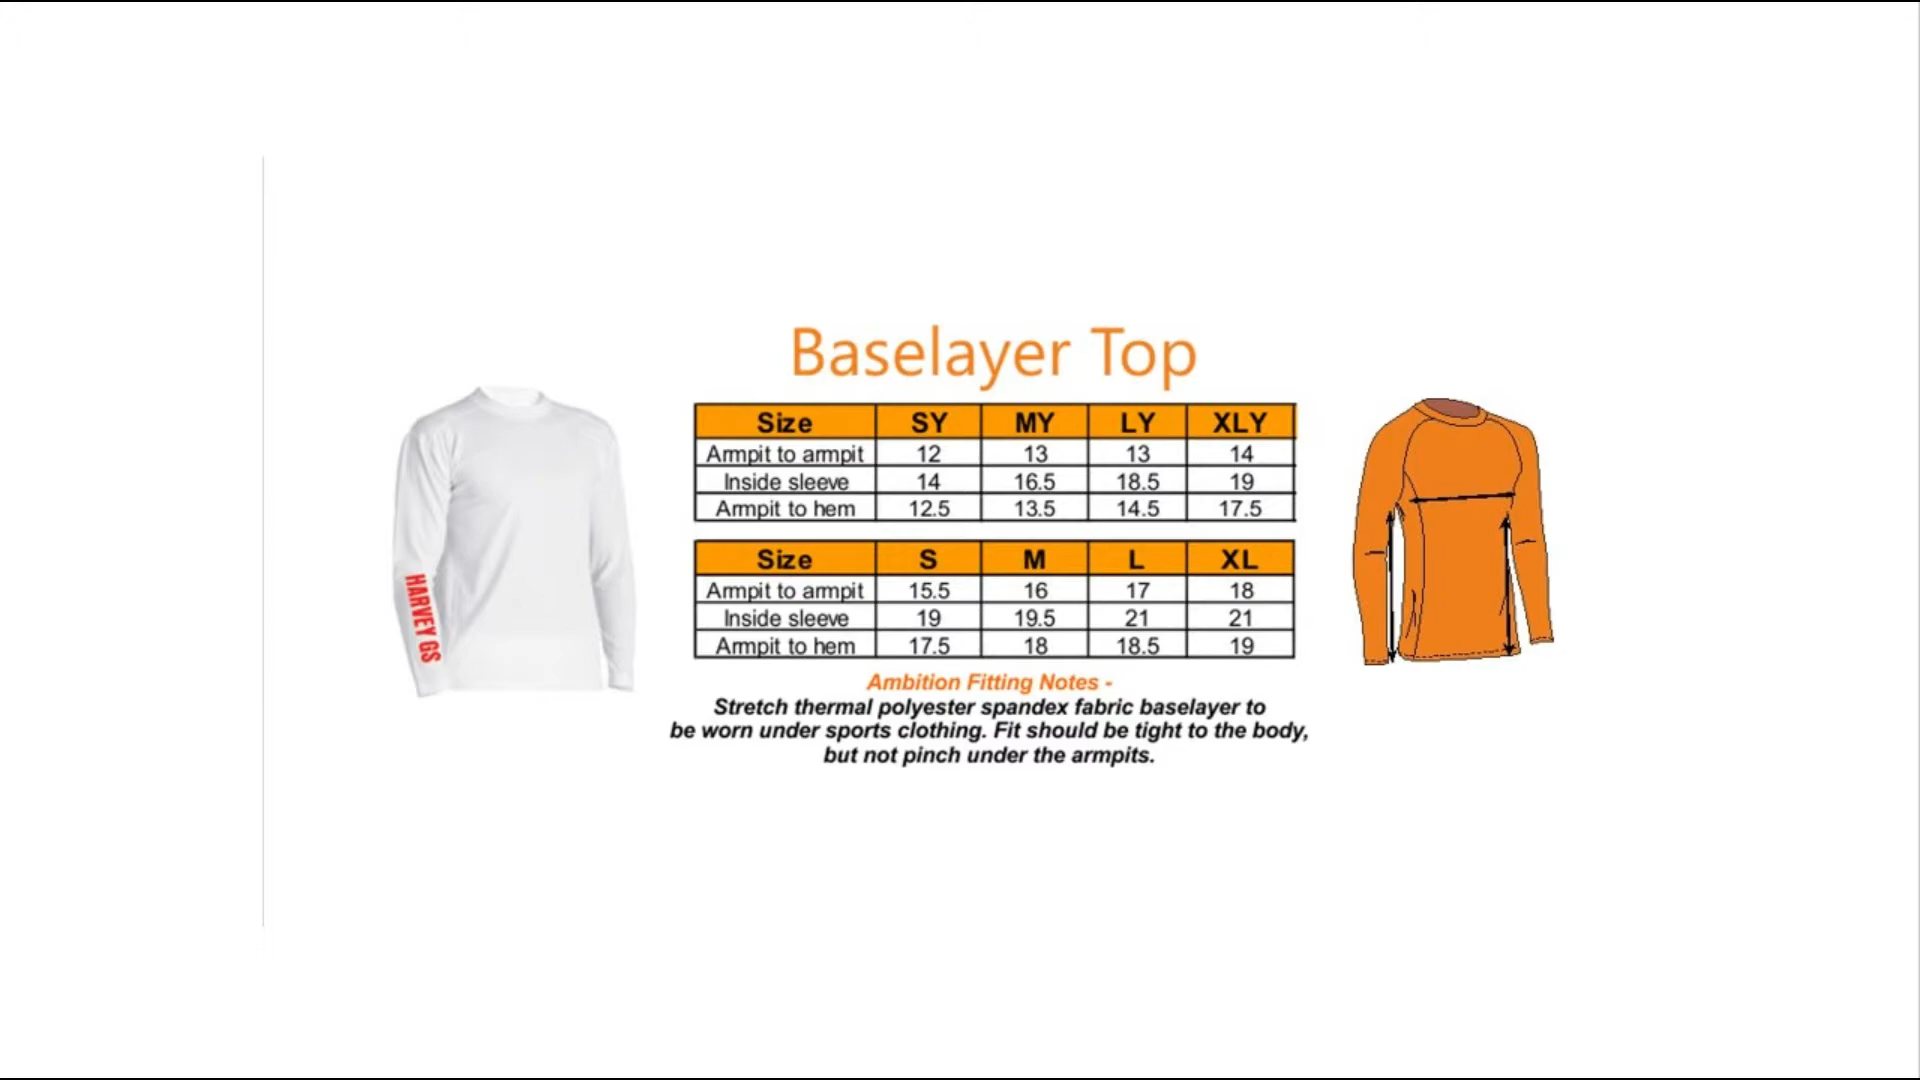 Baselayer Top
Size SY MY LY XLY
Armpit to armpit 12 13 13 14
Inside sleeve 14 16.5 18.5 19
Armpit to hem 12.5 13.5 14.5 17.5
Size S M L XL
Armpit to armpit 15.5 16 17 18
Inside sleeve 19 19.5 21 21
Armpit to hem 17.5 18 18.5 19
HARVEY GS
Ambition Fitting Notes -
Stretch thermal polyester spandex fabric baselayer to
be worn under sports clothing. Fit should be tight to the body,
but not pinch under the armpits.